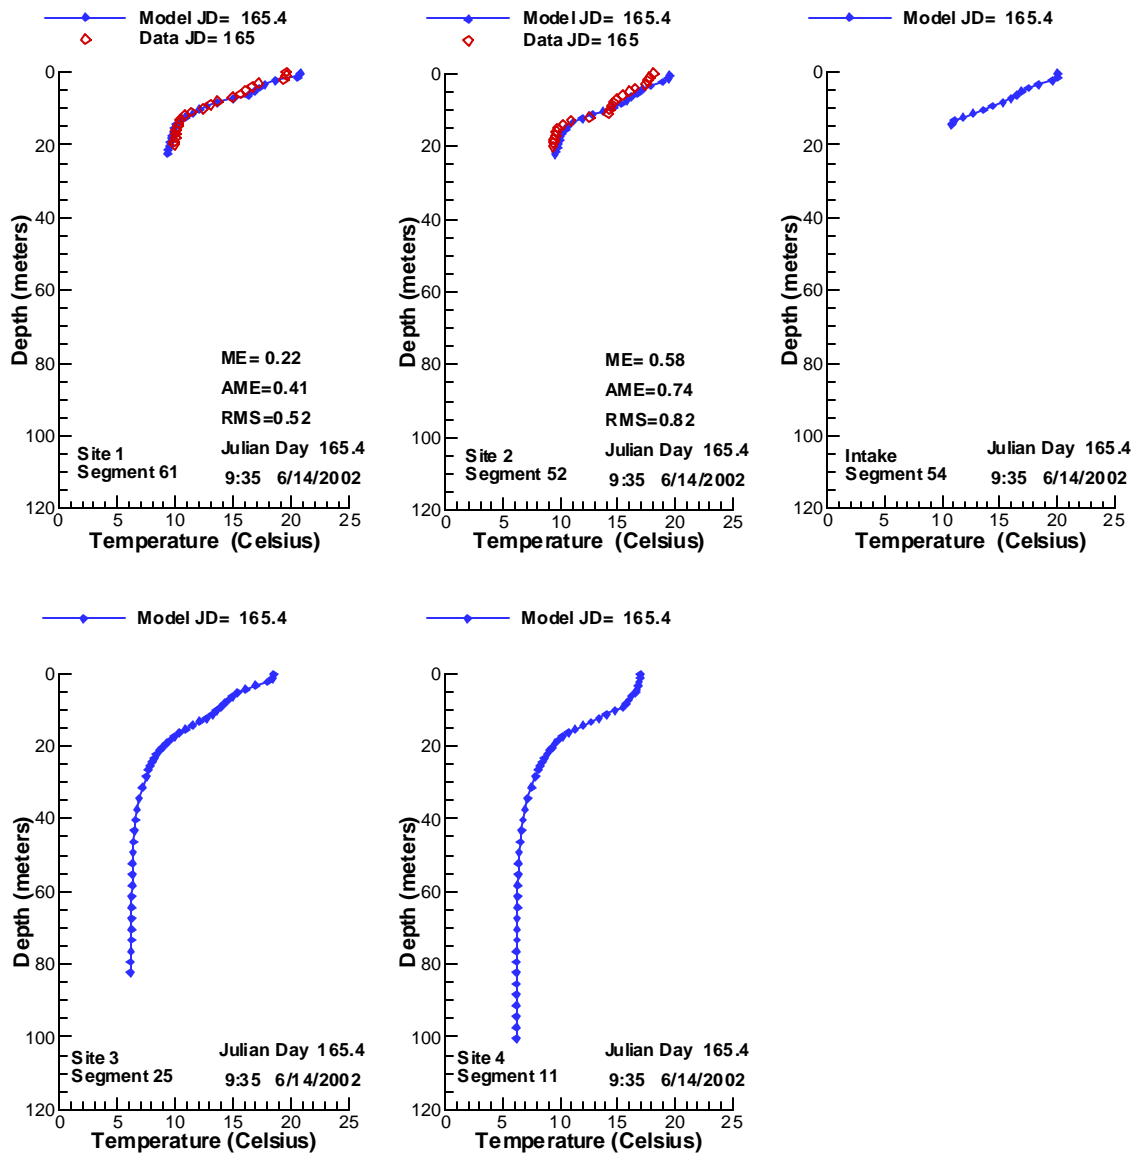 Model JD= 165.4
Data JD= 165
0
20
40
60
80
100
120
Depth (meters)
ME= 0.22
AME=0.41
RMS=0.52
Site 1
Segment 61
Julian Day 165.4
9:35 6/14/2002
0 5 10 15 20 25
Temperature (Celsius)
Model JD= 165.4
Data JD= 165
0
20
40
60
80
100
120
Depth (meters)
ME= 0.58
AME=0.74
RMS=0.82
Site 2
Segment 52
Julian Day 165.4
9:35 6/14/2002
0 5 10 15 20 25
Temperature (Celsius)
Model JD= 165.4
0
20
40
60
80
100
120
Depth (meters)
Intake
Segment 54
Julian Day 165.4
9:35 6/14/2002
0 5 10 15 20 25
Temperature (Celsius)
Model JD= 165.4
0
20
40
60
80
100
120
Depth (meters)
Site 3
Segment 25
Julian Day 165.4
9:35 6/14/2002
0 5 10 15 20 25
Temperature (Celsius)
Model JD= 165.4
0
20
40
60
80
100
120
Depth (meters)
Site 4
Segment 11
Julian Day 165.4
9:35 6/14/2002
0 5 10 15 20 25
Temperature (Celsius)